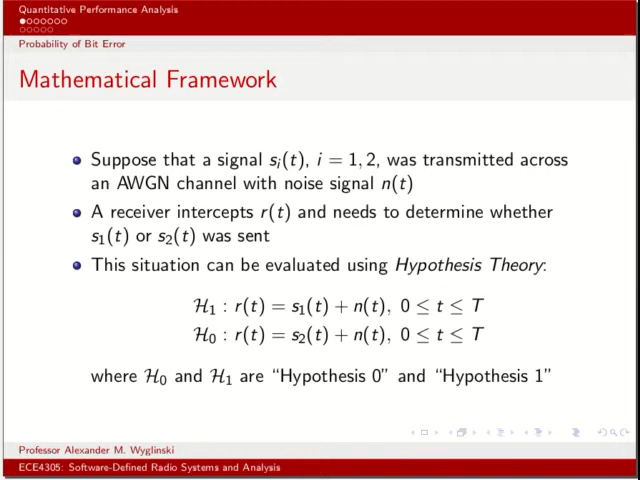 Quantitative Performance Analysis
Probability of Bit Error
Mathematical Framework
Suppose that a signal sᵢ(t), i = 1, 2, was transmitted across
an AWGN channel with noise signal n(t)
A receiver intercepts r(t) and needs to determine whether
s₁(t) or s₂(t) was sent
This situation can be evaluated using Hypothesis Theory:
ℋ₁ : r(t) = s₁(t) + n(t), 0 ≤ t ≤ T
ℋ₀ : r(t) = s₂(t) + n(t), 0 ≤ t ≤ T
where ℋ₀ and ℋ₁ are “Hypothesis 0” and “Hypothesis 1”
Professor Alexander M. Wyglinski
ECE4305: Software-Defined Radio Systems and Analysis